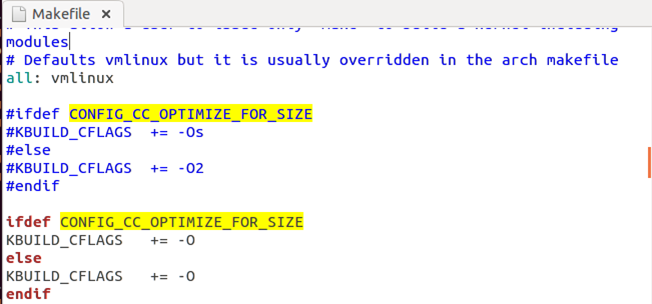 Makefile
modules
# Defaults vmlinux but it is usually overridden in the arch makefile
all: vmlinux
#ifdef CONFIG_CC_OPTIMIZE_FOR_SIZE
#KBUILD_CFLAGS += -Os
#else
#KBUILD_CFLAGS += -O2
#endif
ifdef CONFIG_CC_OPTIMIZE_FOR_SIZE
KBUILD_CFLAGS += -O
else
KBUILD_CFLAGS += -O
endif